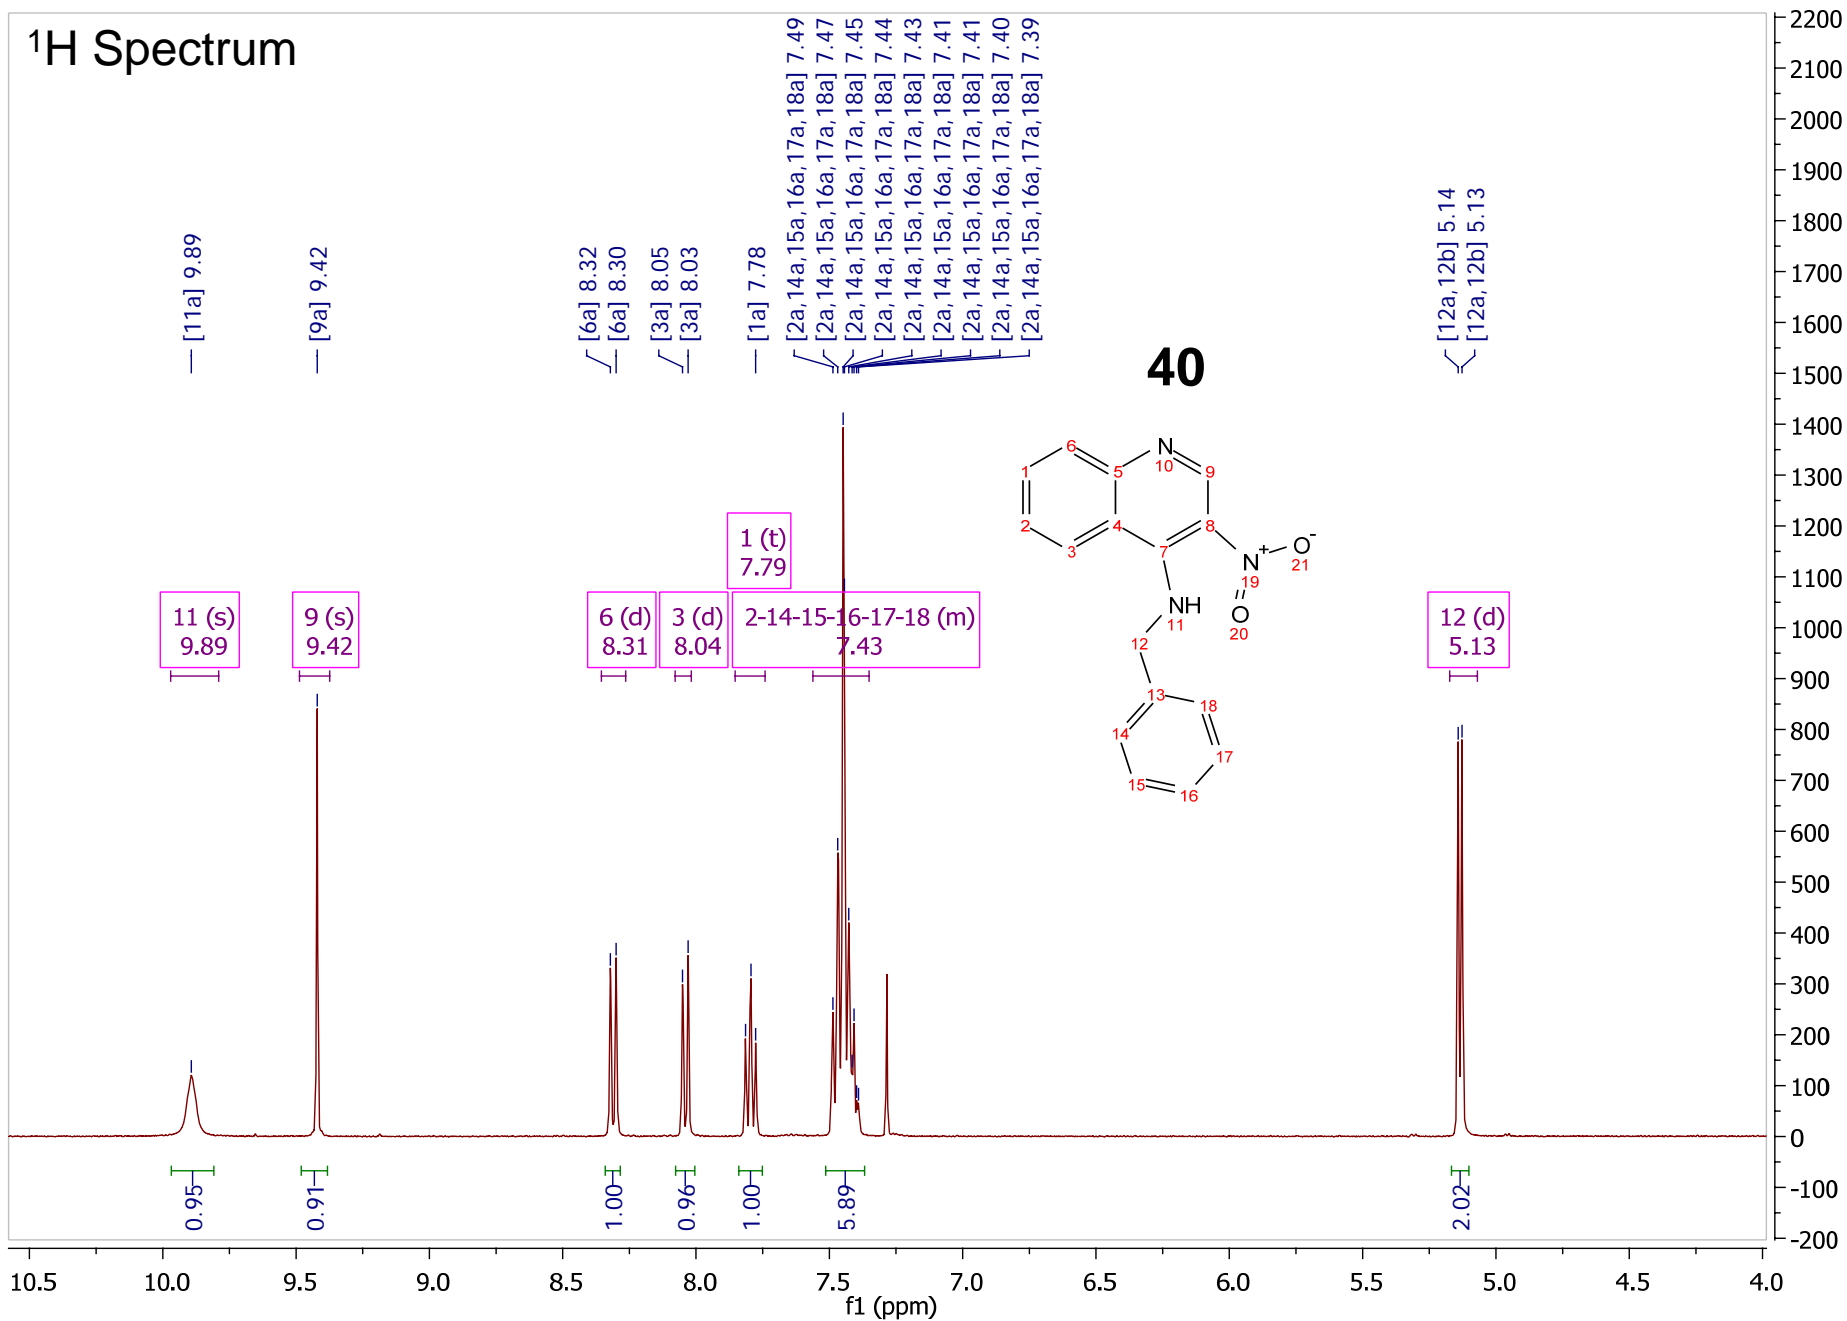 ¹H Spectrum
[11a] 9.89
[9a] 9.42
[6a] 8.32
[6a] 8.30
[3a] 8.05
[3a] 8.03
[1a] 7.78
[2a,14a,15a,16a,17a,18a] 7.49
[2a,14a,15a,16a,17a,18a] 7.47
[2a,14a,15a,16a,17a,18a] 7.45
[2a,14a,15a,16a,17a,18a] 7.44
[2a,14a,15a,16a,17a,18a] 7.43
[2a,14a,15a,16a,17a,18a] 7.41
[2a,14a,15a,16a,17a,18a] 7.41
[2a,14a,15a,16a,17a,18a] 7.40
[2a,14a,15a,16a,17a,18a] 7.39
[12a,12b] 5.14
[12a,12b] 5.13
40
6
N
10
9
1
5
2
4
8
3
7
N+
19
O-
21
NH
11
O
20
12
13
18
14
17
15
16
1 (t)
7.79
11 (s)
9.89
9 (s)
9.42
6 (d)
8.31
3 (d)
8.04
2-14-15-16-17-18 (m)
7.43
12 (d)
5.13
0.95
0.91
1.00
0.96
1.00
5.89
2.02
2200
2100
2000
1900
1800
1700
1600
1500
1400
1300
1200
1100
1000
900
800
700
600
500
400
300
200
100
0
-100
-200
10.5 10.0 9.5 9.0 8.5 8.0 7.5 7.0 6.5 6.0 5.5 5.0 4.5 4.0
f1 (ppm)